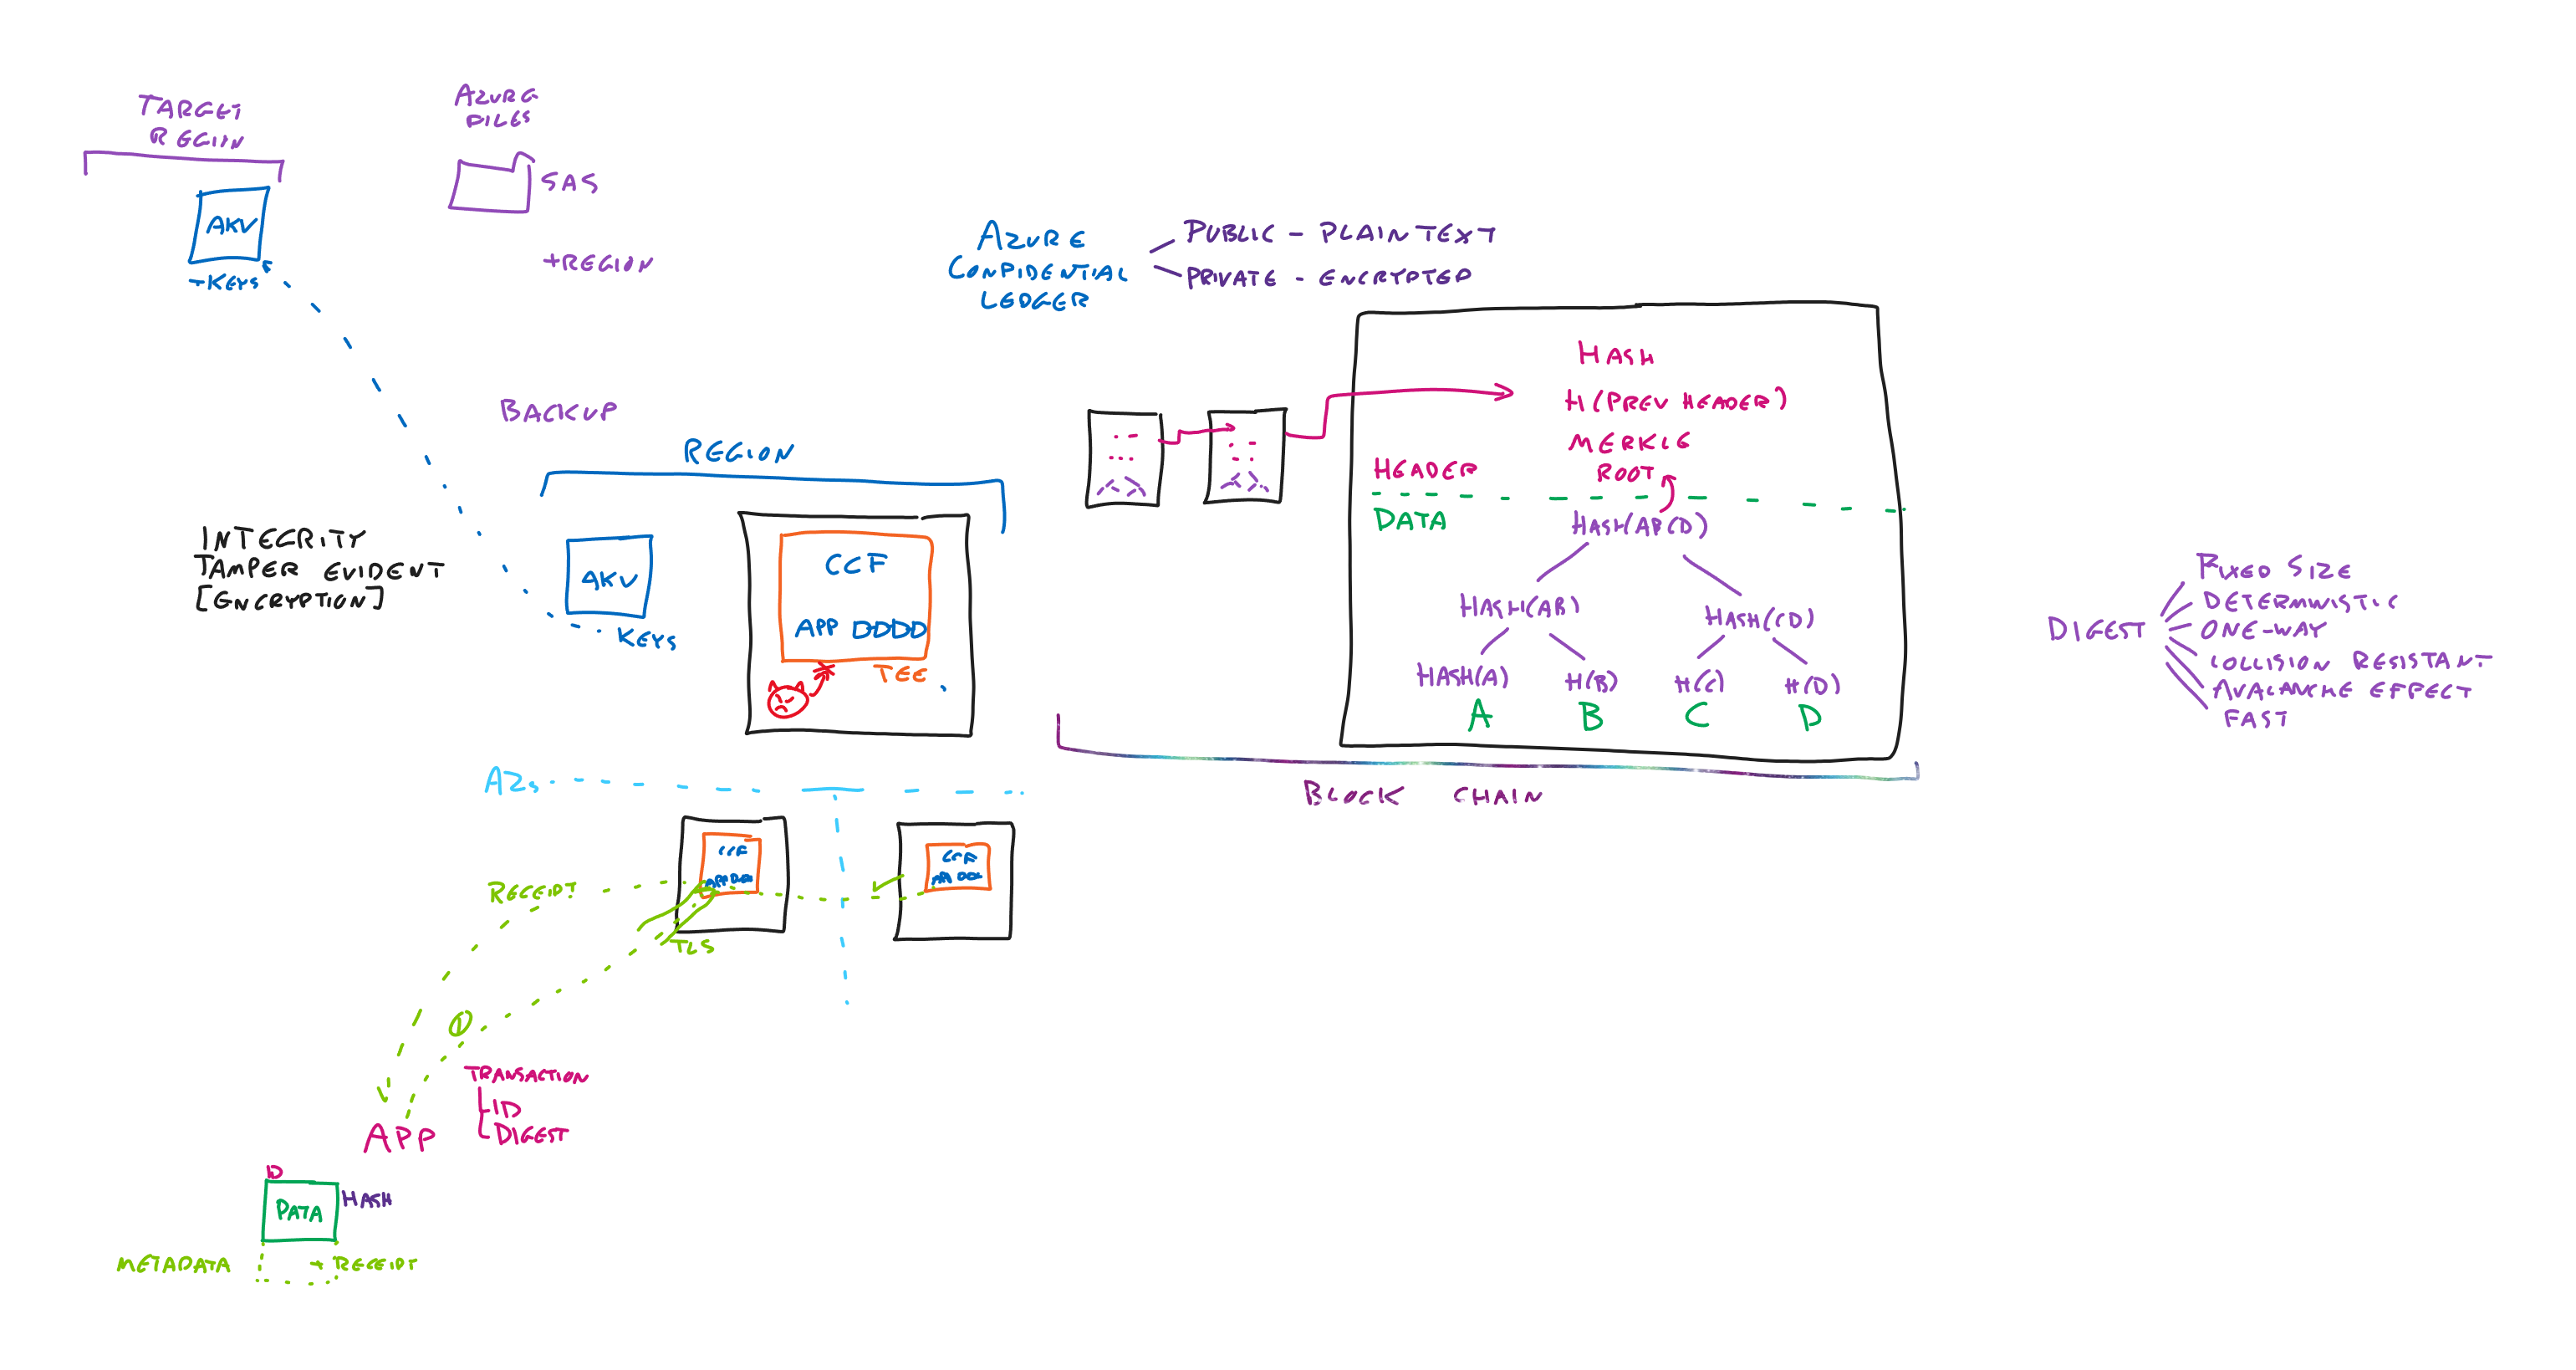 TARGET
REGION
AZURE
FILES
SAS
AKV
+KEYS
+REGION
AZURE
CONFIDENTIAL
LEDGER
PUBLIC - PLAIN TEXT
PRIVATE - ENCRYPTED
BACKUP
REGION
INTEGRITY
TAMPER EVIDENT
[ENCRYPTION]
AKV
KEYS
CCF
APP DDDD
TEE
HASH
H(PREV HEADER)
MERKLE
ROOT
HEADER
DATA
HASH(ABCD)
HASH(AB)
HASH(CD)
HASH(A)
H(B)
H(C)
H(D)
A
B
C
D
BLOCK CHAIN
DIGEST
FIXED SIZE
DETERMINISTIC
ONE-WAY
COLLISION RESISTANT
AVALANCHE EFFECT
FAST
AZs
CCF
APP
CCF
RECEIPT
TLS
1
TRANSACTION
ID
DIGEST
APP
ID
DATA
HASH
METADATA
+ RECEIPT